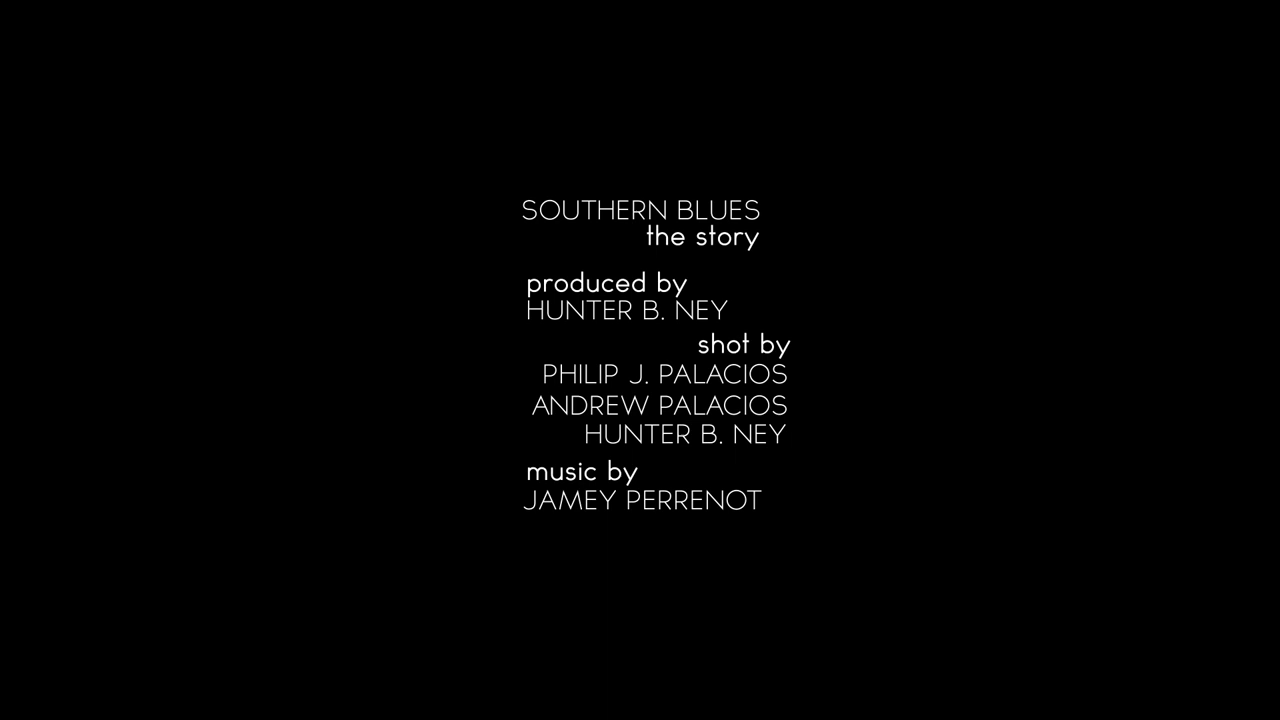 SOUTHERN BLUES
the story
produced by
HUNTER B. NEY
shot by
PHILIP J. PALACIOS
ANDREW PALACIOS
HUNTER B. NEY
music by
JAMEY PERRENOT